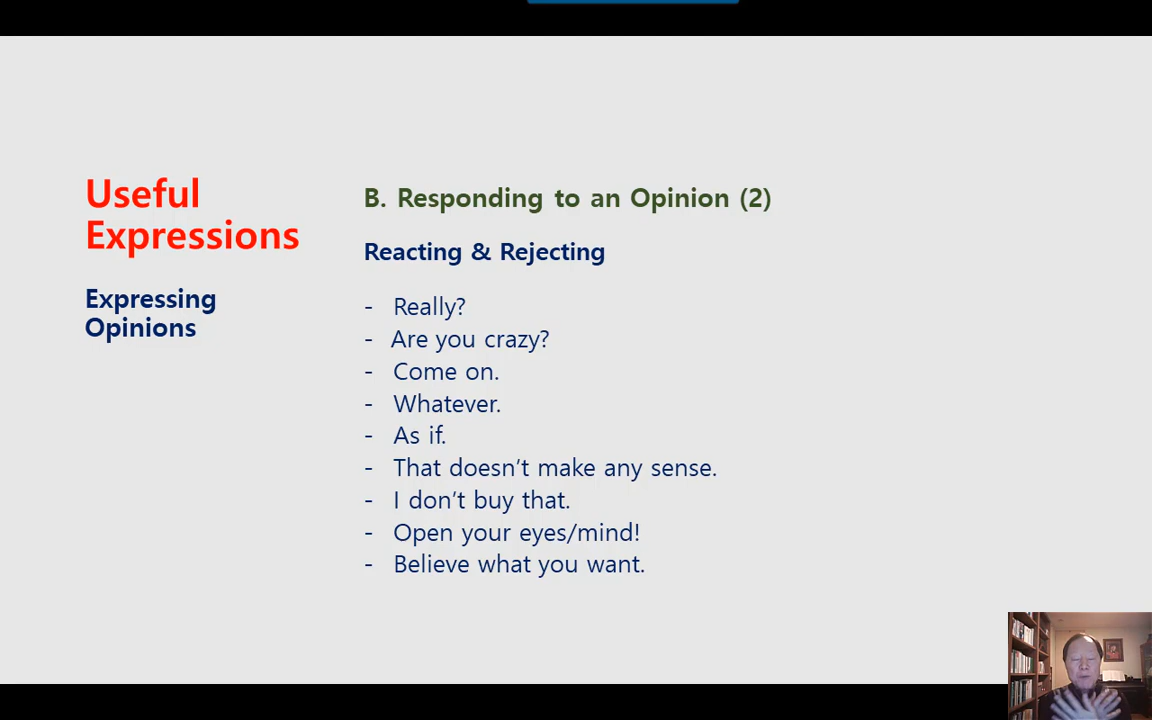 Useful
Expressions
Expressing
Opinions
B. Responding to an Opinion (2)
Reacting & Rejecting
- Really?
- Are you crazy?
- Come on.
- Whatever.
- As if.
- That doesn’t make any sense.
- I don’t buy that.
- Open your eyes/mind!
- Believe what you want.